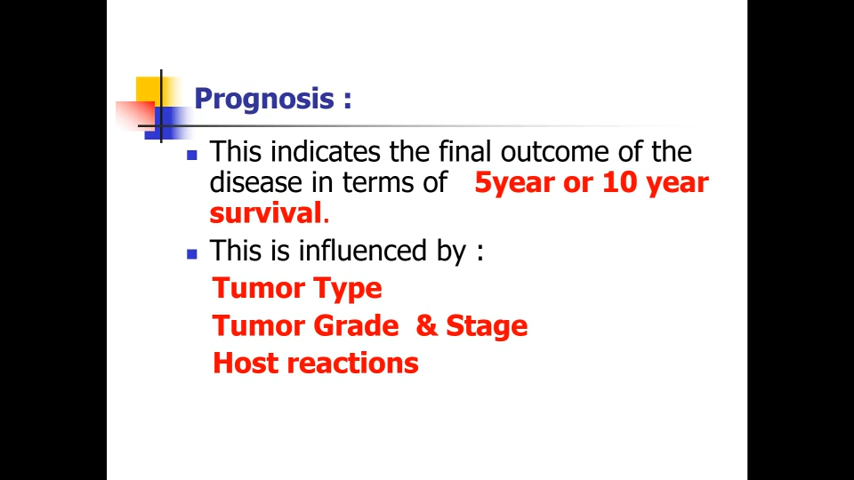 Prognosis :
This indicates the final outcome of the
disease in terms of 5year or 10 year
survival.
This is influenced by :
Tumor Type
Tumor Grade & Stage
Host reactions